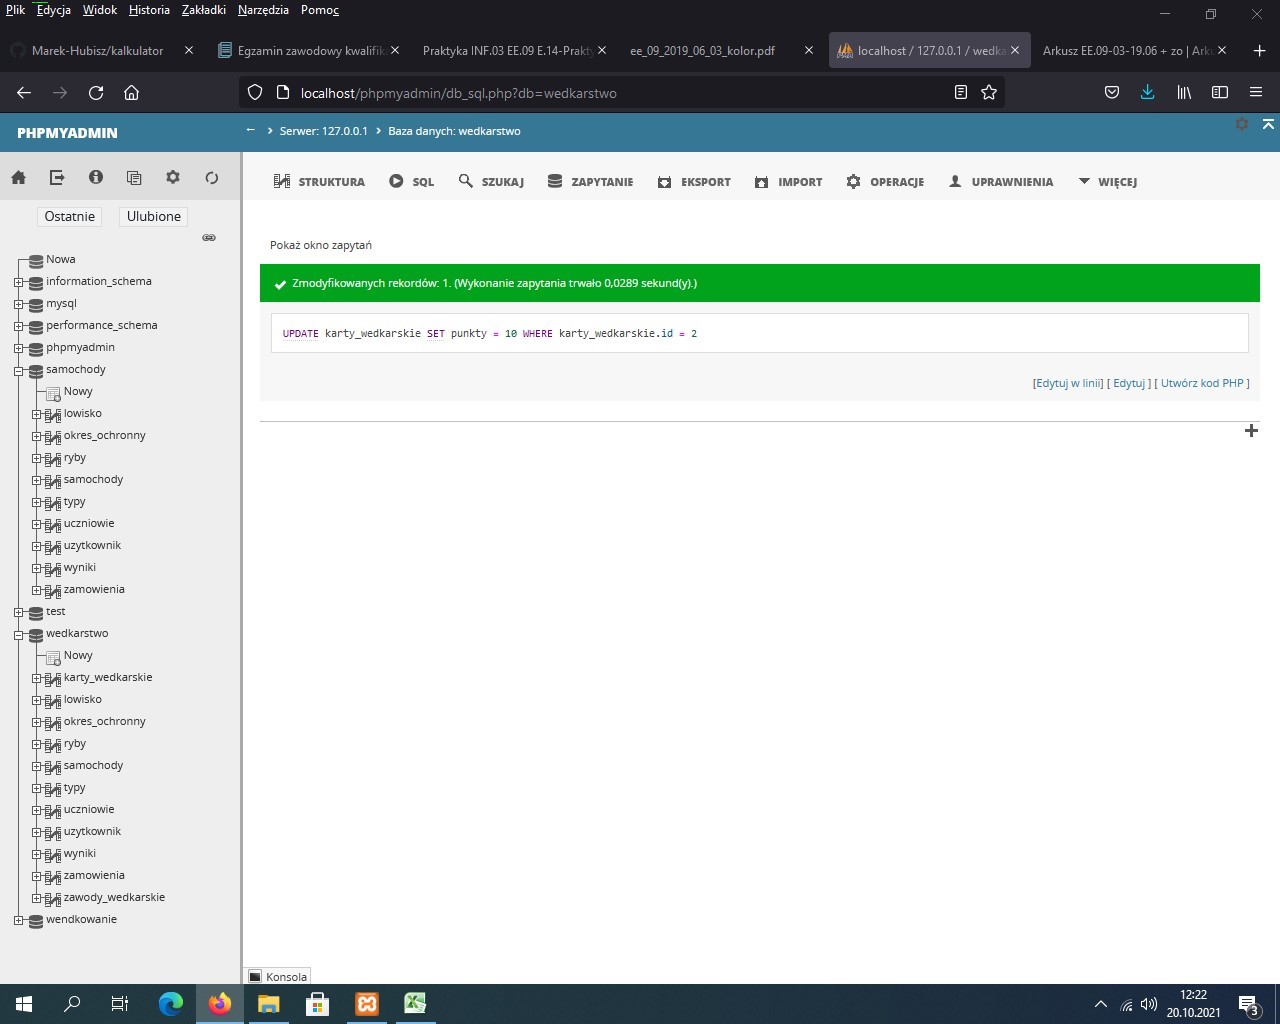 Plik Edycja Widok Historia Zakładki Narzędzia Pomoc
Marek-Hubisz/kalkulator
Egzamin zawodowy kwalifik
Praktyka INF.03 EE.09 E.14-Prakty
ee_09_2019_06_03_kolor.pdf
localhost / 127.0.0.1 / wedka
Arkusz EE.09-03-19.06 + zo | Ark
localhost/phpmyadmin/db_sql.php?db=wedkarstwo
PHPMYADMIN
Serwer: 127.0.0.1
Baza danych: wedkarstwo
STRUKTURA SQL SZUKAJ ZAPYTANIE EKSPORT IMPORT OPERACJE UPRAWNIENIA WIĘCEJ
Ostatnie Ulubione
Nowa
information_schema
mysql
performance_schema
phpmyadmin
samochody
Nowy
lowisko
okres_ochronny
ryby
samochody
typy
uczniowie
uzytkownik
wyniki
zamowienia
test
wedkarstwo
Nowy
karty_wedkarskie
lowisko
okres_ochronny
ryby
samochody
typy
uczniowie
uzytkownik
wyniki
zamowienia
zawody_wedkarskie
wendkowanie
Pokaż okno zapytań
Zmodyfikowanych rekordów: 1. (Wykonanie zapytania trwało 0,0289 sekund(y).)
UPDATE karty_wedkarskie SET punkty = 10 WHERE karty_wedkarskie.id = 2
[Edytuj w linii] [ Edytuj ] [ Utwórz kod PHP ]
Konsola
12:22
20.10.2021
3